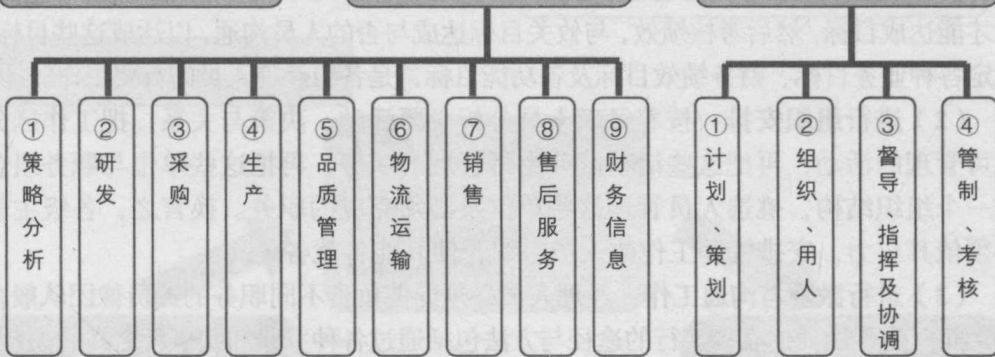 ①策略分析
②研发
③采购
④生产
⑤品质管理
⑥物流运输
⑦销售
⑧售后服务
⑨财务信息
①计划、策划
②组织、用人
③督导、指挥及协调
④管制、考核